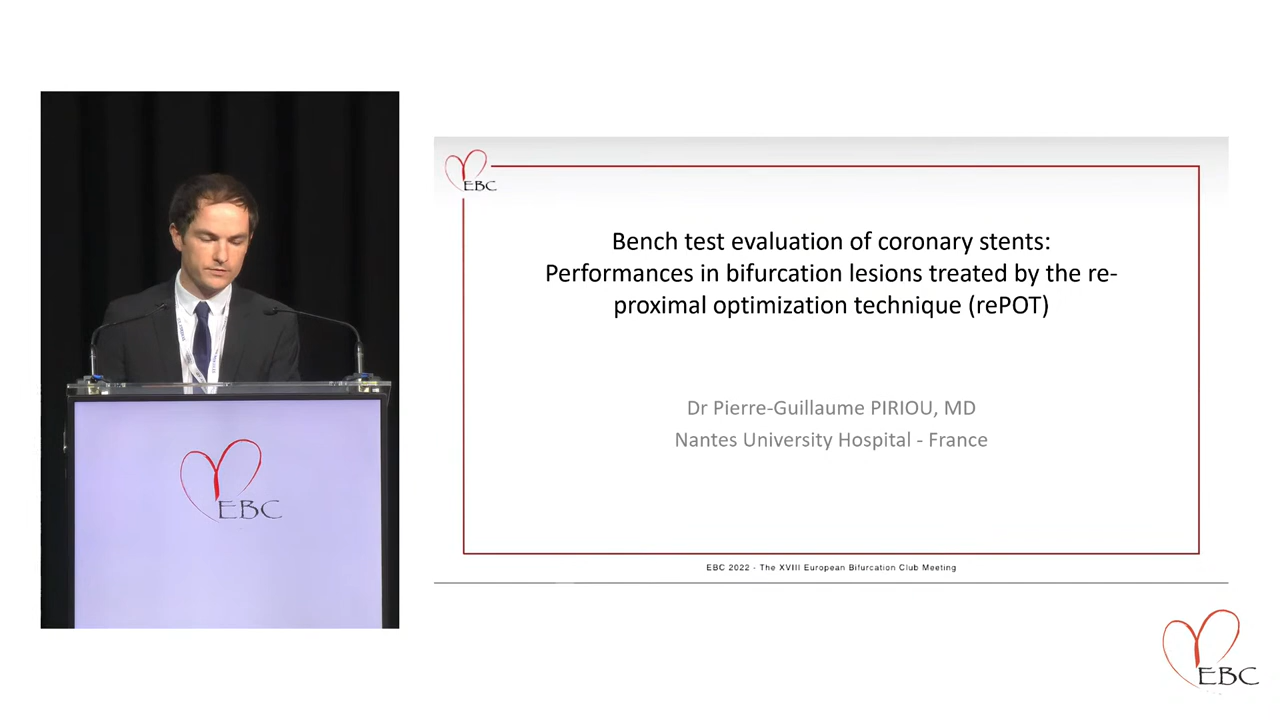 EBC
Bench test evaluation of coronary stents:
Performances in bifurcation lesions treated by the re-
proximal optimization technique (rePOT)
Dr Pierre-Guillaume PIRIOU, MD
Nantes University Hospital - France
EBC 2022 - The XVIII European Bifurcation Club Meeting
EBC
EBC